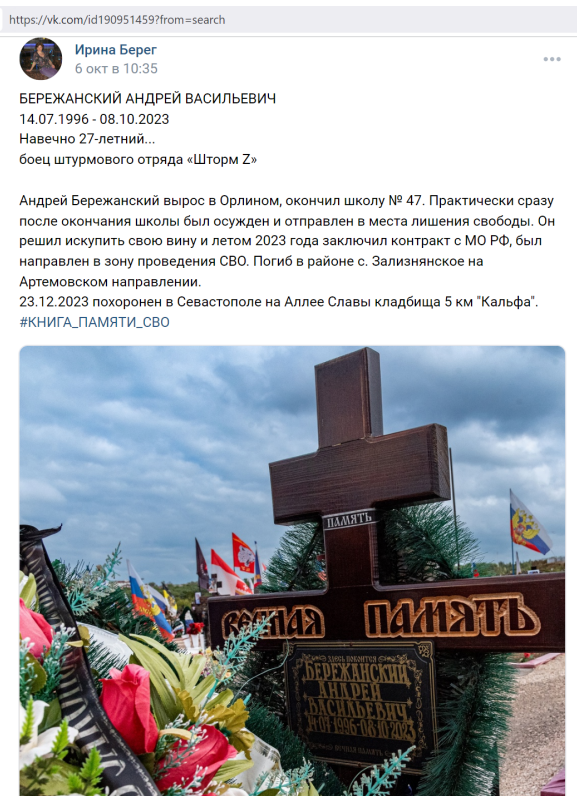 https://vk.com/id190951459?from=search
Ирина Берег
6 окт в 10:35
БЕРЕЖАНСКИЙ АНДРЕЙ ВАСИЛЬЕВИЧ
14.07.1996 - 08.10.2023
Навечно 27-летний...
боец штурмового отряда «Шторм Z»
Андрей Бережанский вырос в Орлином, окончил школу № 47. Практически сразу
после окончания школы был осужден и отправлен в места лишения свободы. Он
решил искупить свою вину и летом 2023 года заключил контракт с МО РФ, был
направлен в зону проведения СВО. Погиб в районе с. Зализнянское на
Артемовском направлении.
23.12.2023 похоронен в Севастополе на Аллее Славы кладбища 5 км "Кальфа".
#КНИГА_ПАМЯТИ_СВО
ПАМЯТЬ
ВЕЧНАЯ ПАМЯТЬ
ЗДЕСЬ ПОКОИТСЯ
БЕРЕЖАНСКИЙ
АНДРЕЙ
ВАСИЛЬЕВИЧ
14.07.1996-08.10.2023
ВЕЧНАЯ ПАМЯТЬ